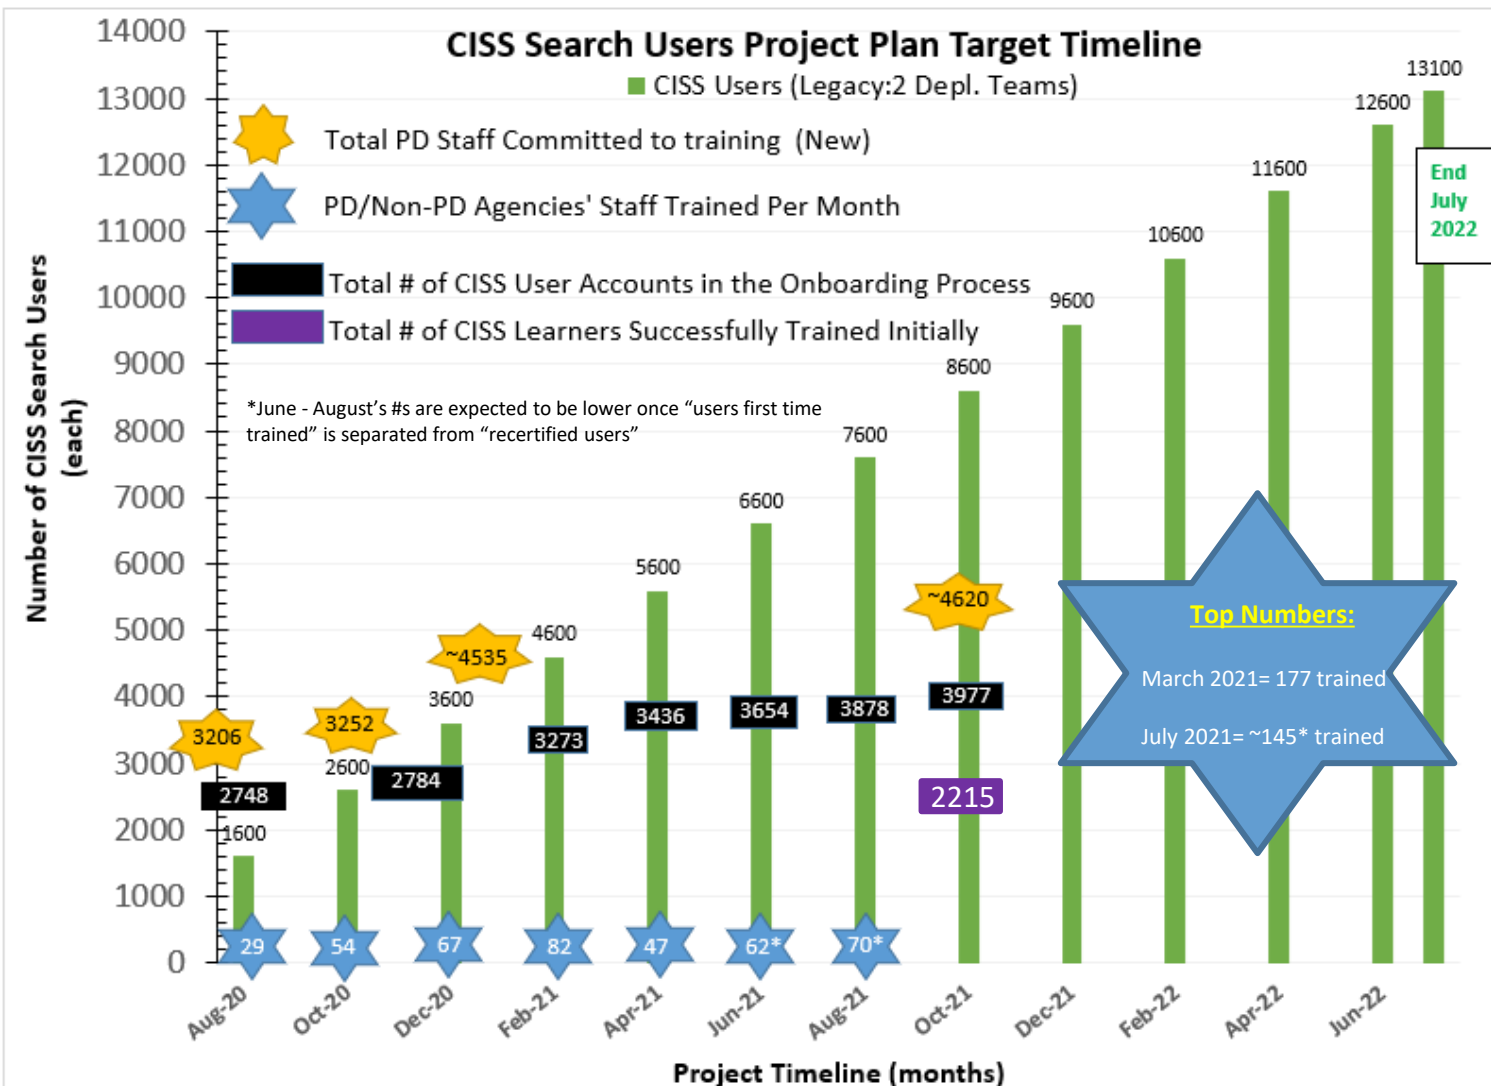 CISS Search Users Project Plan Target Timeline
CISS Users (Legacy:2 Depl. Teams)
Total PD Staff Committed to training (New)
PD/Non-PD Agencies' Staff Trained Per Month
Total # of CISS User Accounts in the Onboarding Process
Total # of CISS Learners Successfully Trained Initially
*June - August's #s are expected to be lower once “users first time
trained” is separated from “recertified users”
Number of CISS Search Users
(each)
14000
13000
12000
11000
10000
9000
8000
7000
6000
5000
4000
3000
2000
1000
0
1600
2600
3600
4600
5600
6600
7600
8600
9600
10600
11600
12600
13100
End
July
2022
3206
3252
~4535
~4620
2748
2784
3273
3436
3654
3878
3977
2215
29
54
67
82
47
62*
70*
Top Numbers:
March 2021= 177 trained
July 2021= ~145* trained
Aug-20
Oct-20
Dec-20
Feb-21
Apr-21
Jun-21
Aug-21
Oct-21
Dec-21
Feb-22
Apr-22
Jun-22
Project Timeline (months)